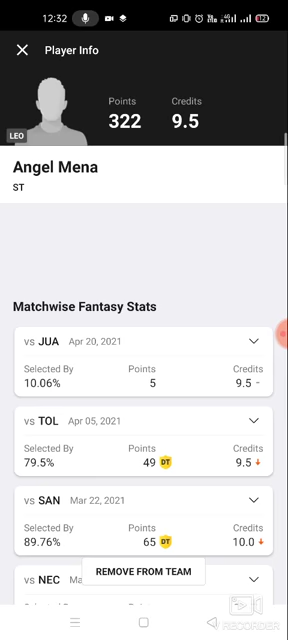 12:32
Player Info
Points Credits
322 9.5
LEO
Angel Mena
ST
Matchwise Fantasy Stats
vs JUA Apr 20, 2021
Selected By Points Credits
10.06% 5 9.5 -
vs TOL Apr 05, 2021
Selected By Points Credits
79.5% 49 DT 9.5
vs SAN Mar 22, 2021
Selected By Points Credits
89.76% 65 DT 10.0
vs NEC
REMOVE FROM TEAM
RECORDER